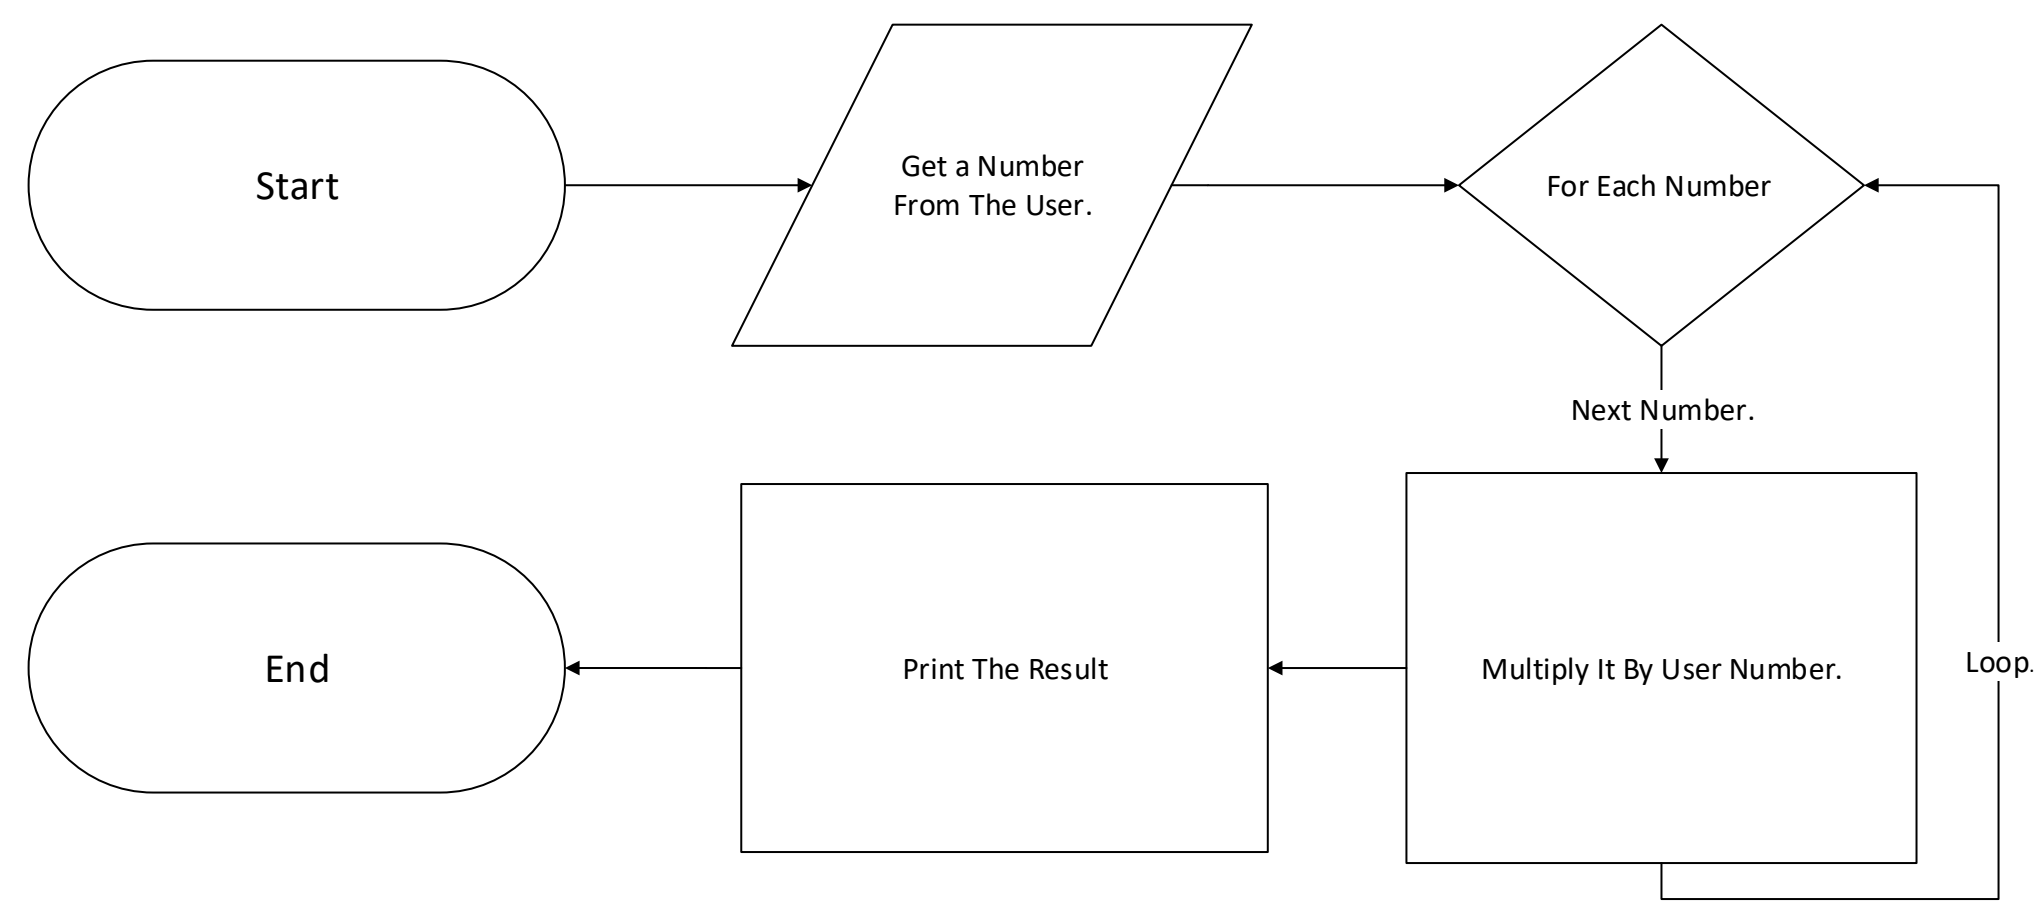 Start
Get a Number
From The User.
For Each Number
Next Number.
Multiply It By User Number.
Loop.
Print The Result
End